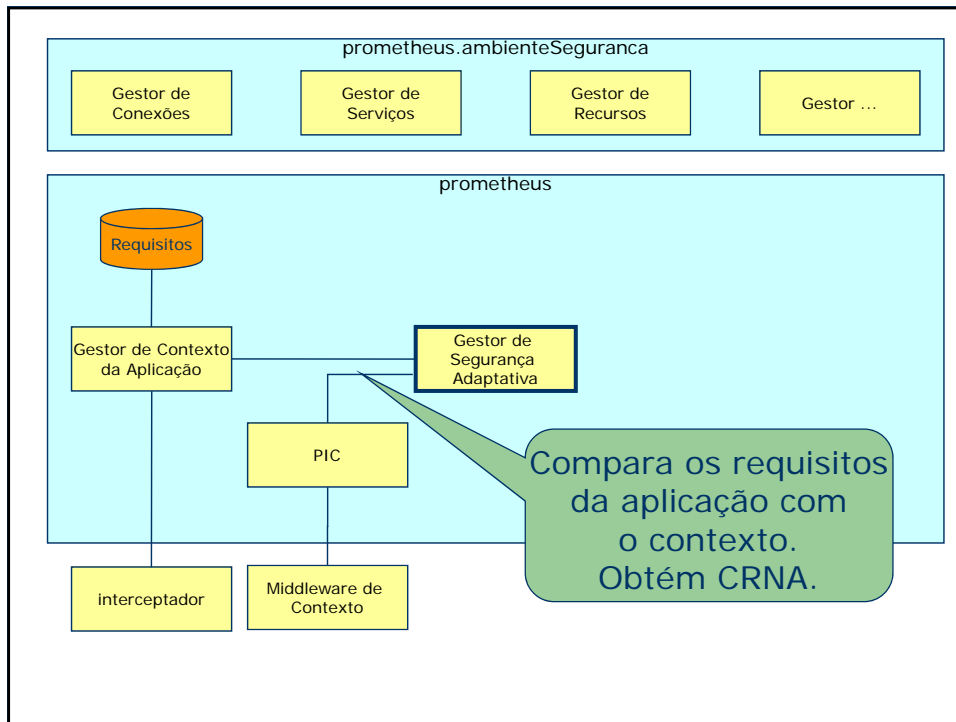 prometheus.ambienteSeguranca
Gestor de
Conexões
Gestor de
Serviços
Gestor de
Recursos
Gestor ...
prometheus
Requisitos
Gestor de Contexto
da Aplicação
Gestor de
Segurança
Adaptativa
PIC
Compara os requisitos
da aplicação com
o contexto.
Obtém CRNA.
interceptador
Middleware de
Contexto